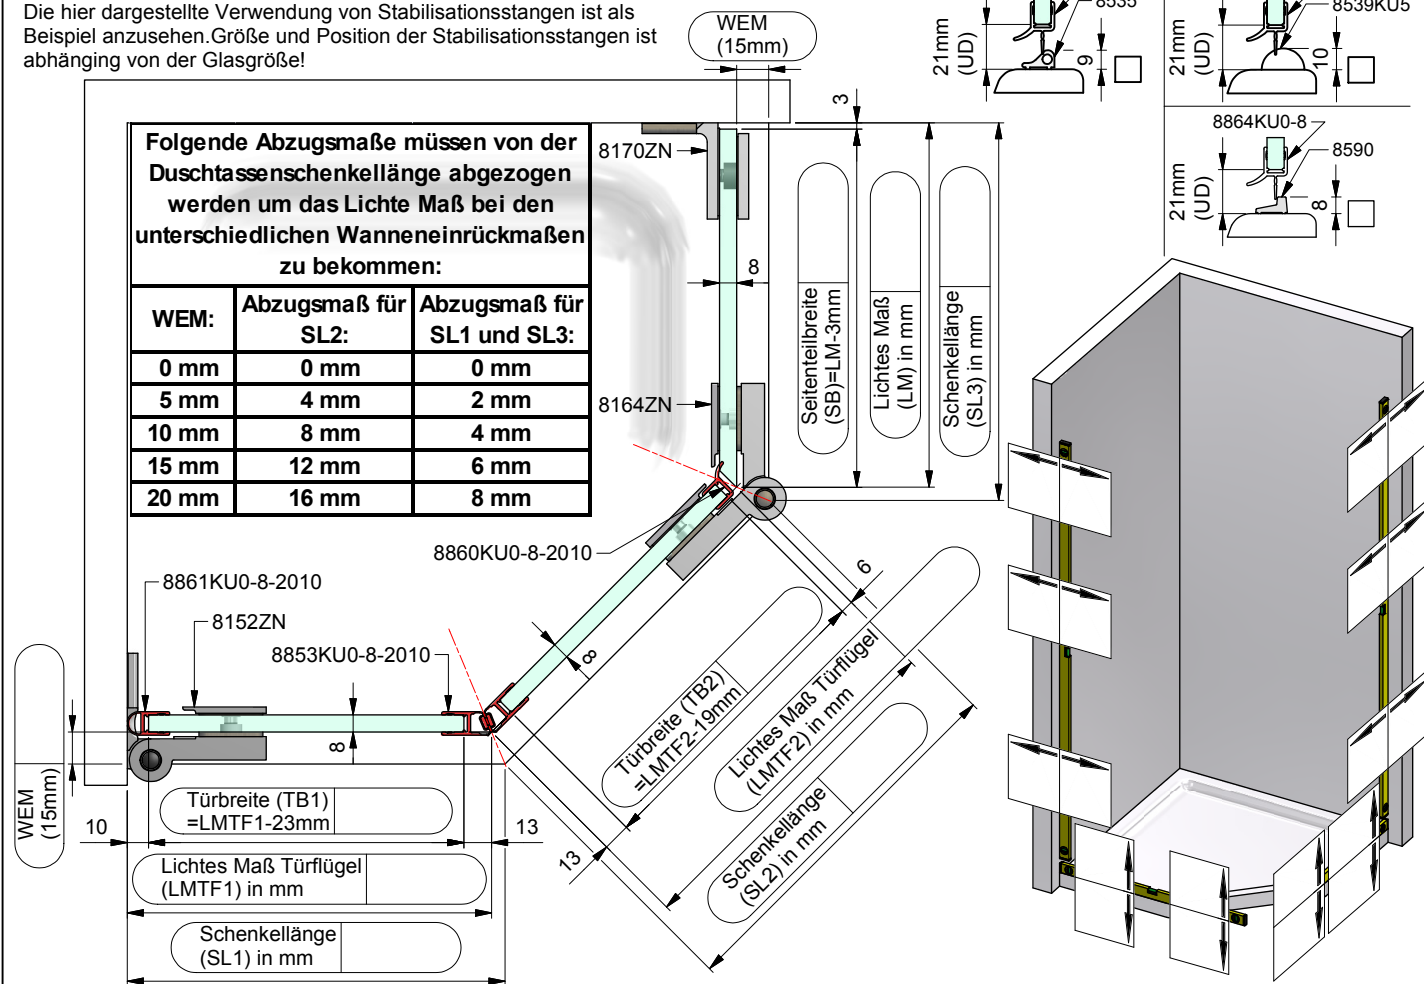 Die hier dargestellte Verwendung von Stabilisationsstangen ist als
Beispiel anzusehen.Größe und Position der Stabilisationsstangen ist
abhängig von der Glasgröße!
WEM
(15mm)
21mm
(UD)
8535
9
21mm
(UD)
8539KU5
10
8864KU0-8
8590
21mm
(UD)
8
Folgende Abzugsmaße müssen von der
Duschtassenschenkellänge abgezogen
werden um das Lichte Maß bei den
unterschiedlichen Wanneneinrückmaßen
zu bekommen:
WEM: Abzugsmaß für SL2: Abzugsmaß für SL1 und SL3:
0 mm 0 mm 0 mm
5 mm 4 mm 2 mm
10 mm 8 mm 4 mm
15 mm 12 mm 6 mm
20 mm 16 mm 8 mm
3
8170ZN
8
8164ZN
Seitenteilbreite
(SB)=LM-3mm
Lichtes Maß
(LM) in mm
Schenkellänge
(SL3) in mm
8860KU0-8-2010
8861KU0-8-2010
8152ZN
8853KU0-8-2010
6
8
8
Türbreite (TB2)
=LMTF2-19mm
Lichtes Maß Türflügel
(LMTF2) in mm
Schenkellänge
(SL2) in mm
13
WEM
(15mm)
10
Türbreite (TB1)
=LMTF1-23mm
13
Lichtes Maß Türflügel
(LMTF1) in mm
Schenkellänge
(SL1) in mm